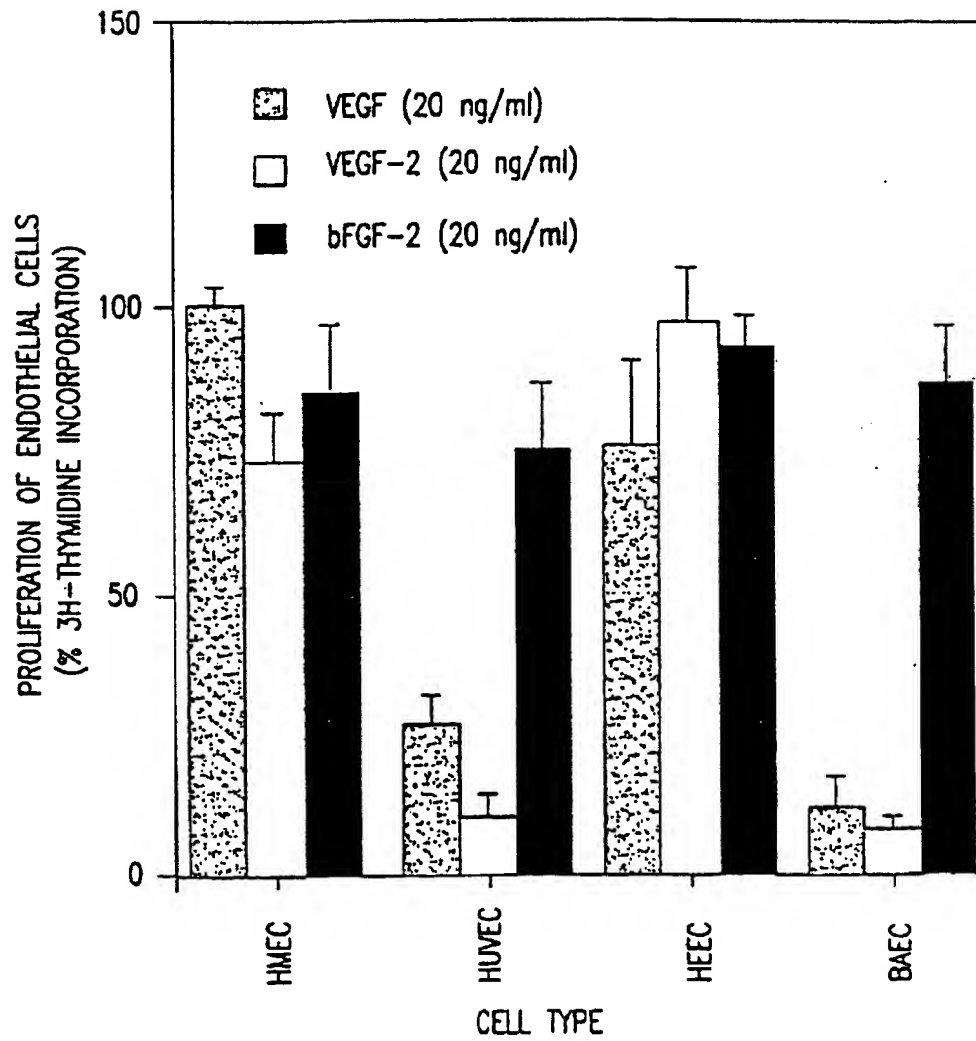 150
VEGF (20 ng/ml)
VEGF-2 (20 ng/ml)
bFGF-2 (20 ng/ml)
PROLIFERATION OF ENDOTHELIAL CELLS
(% 3H-THYMIDINE INCORPORATION)
100
50
0
HMEC
HUVEC
HEEC
BAEC
CELL TYPE